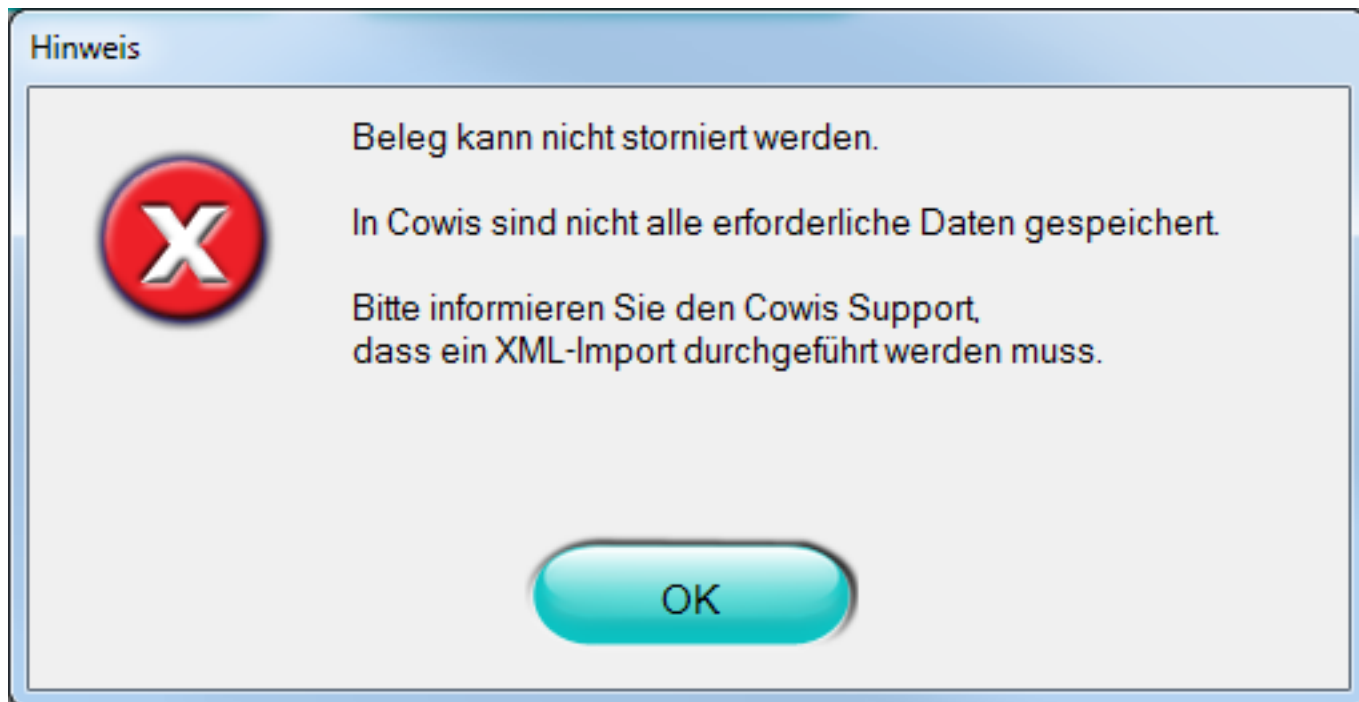 Hinweis
Beleg kann nicht storniert werden.
In Cowis sind nicht alle erforderliche Daten gespeichert.
Bitte informieren Sie den Cowis Support,
dass ein XML-Import durchgeführt werden muss.
OK